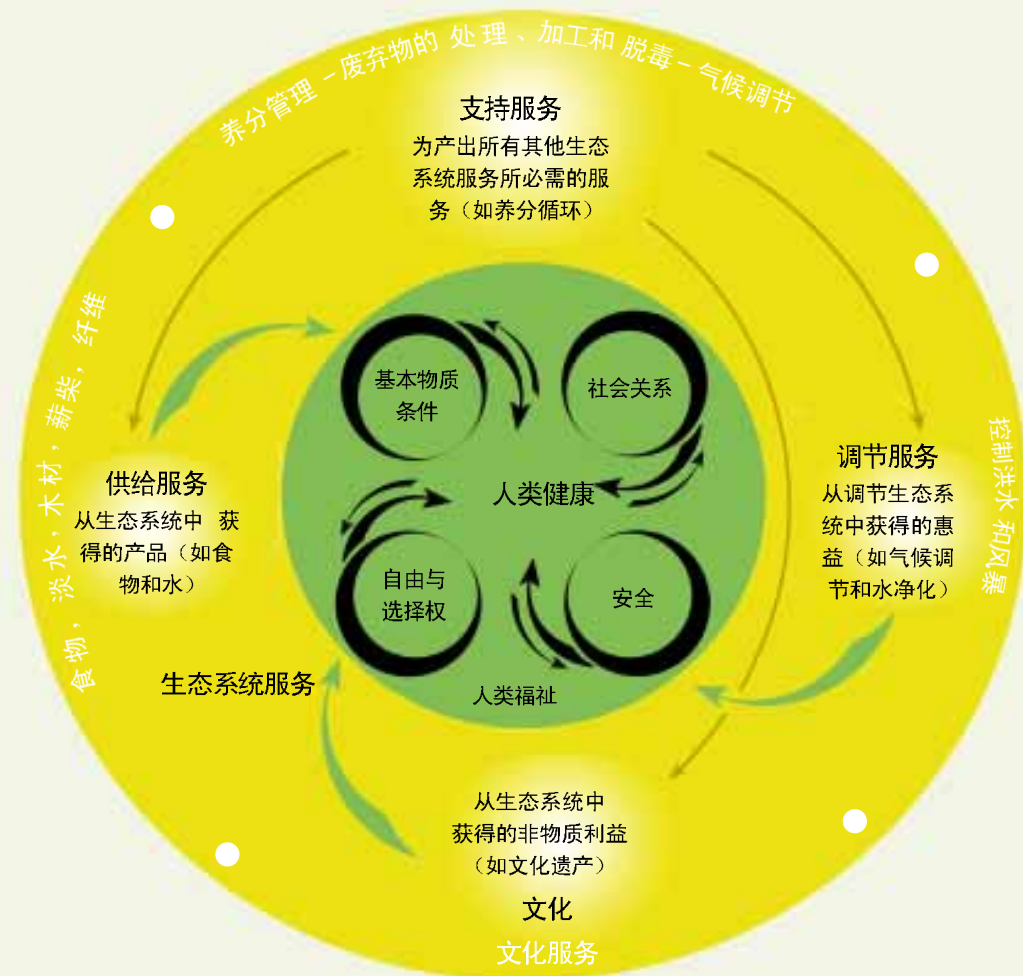 养分管理－废弃物的 处理、加工和 脱毒－气候调节
支持服务
为产出所有其他生态
系统服务所必需的服
务（如养分循环）
食物，淡水，木材，薪柴，纤维
供给服务
从生态系统中 获
得的产品（如食
物和水）
基本物质
条件
社会关系
人类健康
自由与
选择权
安全
人类福祉
调节服务
从调节生态系
统中获得的惠
益（如气候调
节和水净化）
控制洪水 和风暴
生态系统服务
从生态系统中
获得的非物质利益
（如文化遗产）
文化
文化服务